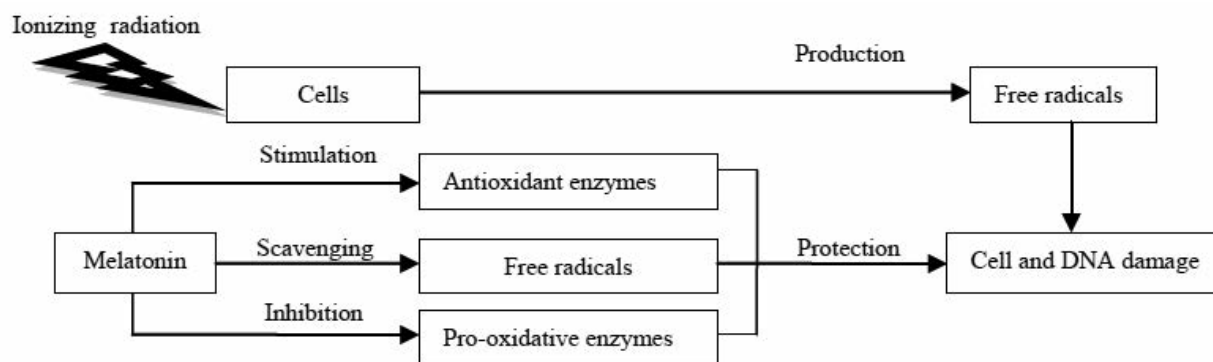 Ionizing radiation
Production
Cells
Free radicals
Stimulation
Antioxidant enzymes
Melatonin
Scavenging
Free radicals
Protection
Cell and DNA damage
Inhibition
Pro-oxidative enzymes